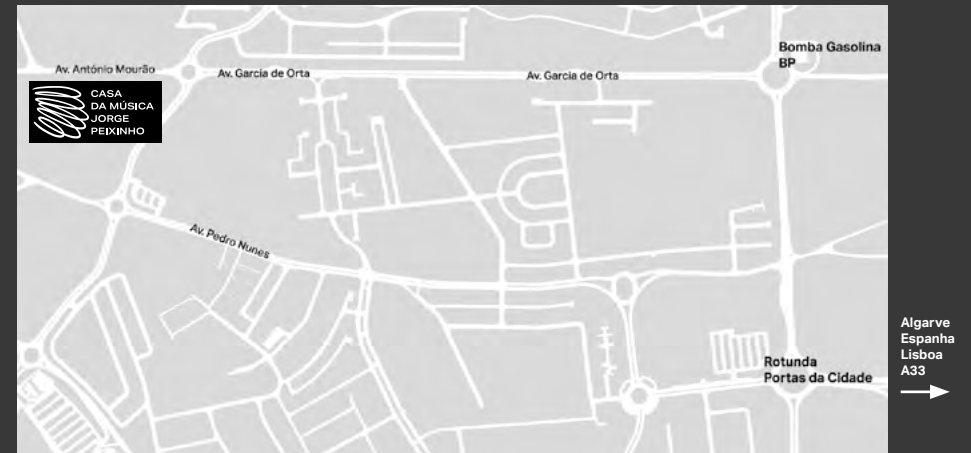 Bomba Gasolina
BP
Av. António Mourão
Av. Garcia de Orta
Av. Garcia de Orta
CASA
DA MÚSICA
JORGE
PEIXINHO
Av. Pedro Nunes
Algarve
Espanha
Lisboa
A33
Rotunda
Portas da Cidade